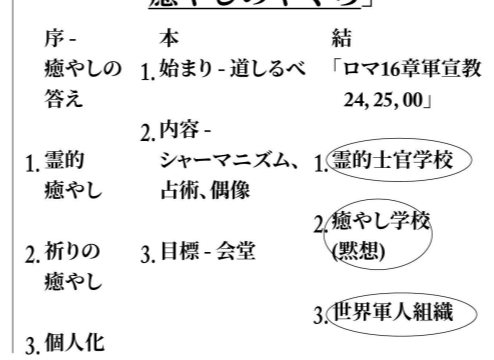 癒やしのやぐら」
序 -
癒やしの
答え
1. 霊的
癒やし
2. 祈りの
癒やし
3. 個人化
本
1. 始まり - 道しるべ
2. 内容 -
シャーマニズム、
占術、偶像
3. 目標 - 会堂
結
「ロマ16章軍宣教
24, 25, 00」
1. 霊的士官学校
2. 癒やし学校
(黙想)
3. 世界軍人組織